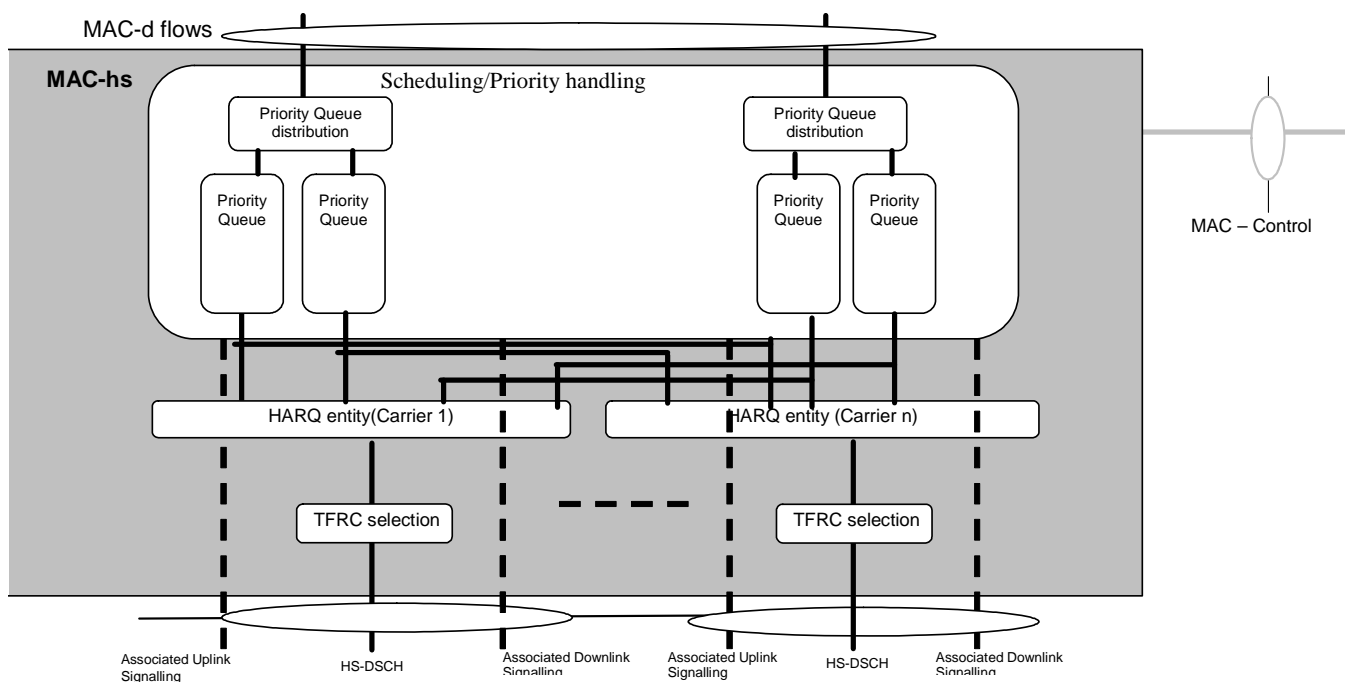 MAC-d flows
MAC-hs
Scheduling/Priority handling
Priority Queue
distribution
Priority Queue
distribution
Priority
Queue
Priority
Queue
Priority
Queue
Priority
Queue
MAC – Control
HARQ entity(Carrier 1)
HARQ entity (Carrier n)
TFRC selection
TFRC selection
Associated Uplink
Signalling
HS-DSCH
Associated Downlink
Signalling
Associated Uplink
Signalling
HS-DSCH
Associated Downlink
Signalling